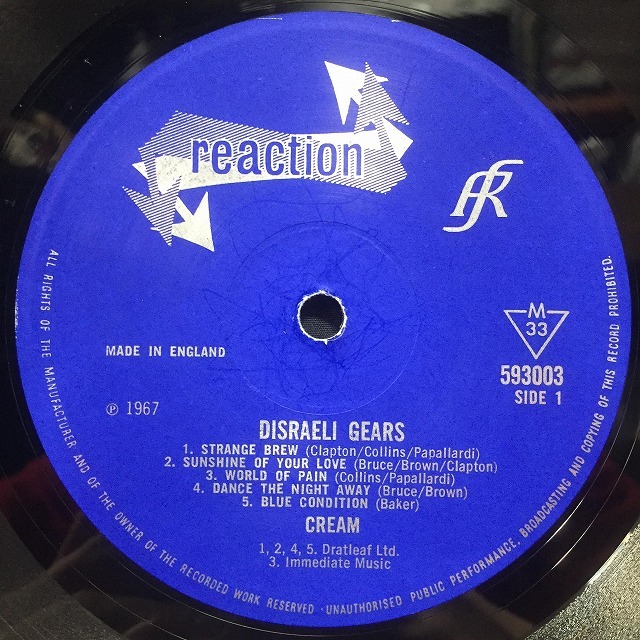 reaction
R
M
33
MADE IN ENGLAND
593003
SIDE 1
℗ 1967
DISRAELI GEARS
1. STRANGE BREW (Clapton/Collins/Papallardi)
2. SUNSHINE OF YOUR LOVE (Bruce/Brown/Clapton)
3. WORLD OF PAIN (Collins/Papallardi)
4. DANCE THE NIGHT AWAY (Bruce/Brown)
5. BLUE CONDITION (Baker)
CREAM
1, 2, 4, 5. Dratleaf Ltd.
3. Immediate Music
ALL RIGHTS OF THE MANUFACTURER AND OF THE OWNER OF THE RECORDED WORK RESERVED · UNAUTHORISED PUBLIC PERFORMANCE, BROADCASTING AND COPYING OF THIS RECORD PROHIBITED.